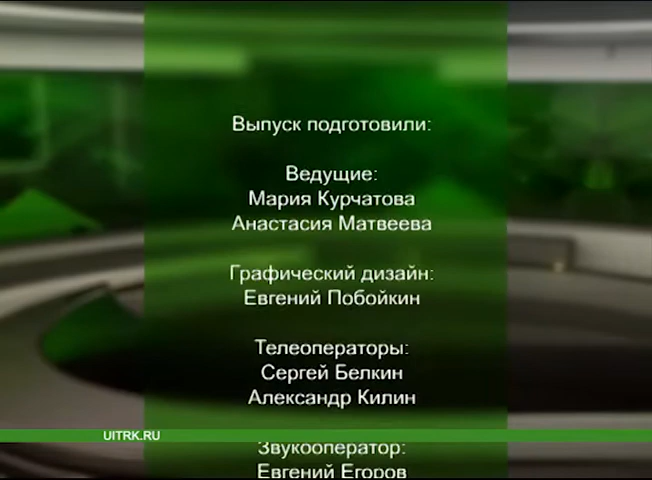 Выпуск подготовили:
Ведущие:
Мария Курчатова
Анастасия Матвеева
Графический дизайн:
Евгений Побойкин
Телеоператоры:
Сергей Белкин
Александр Килин
UITRK.RU
Звукооператор:
Евгений Егоров